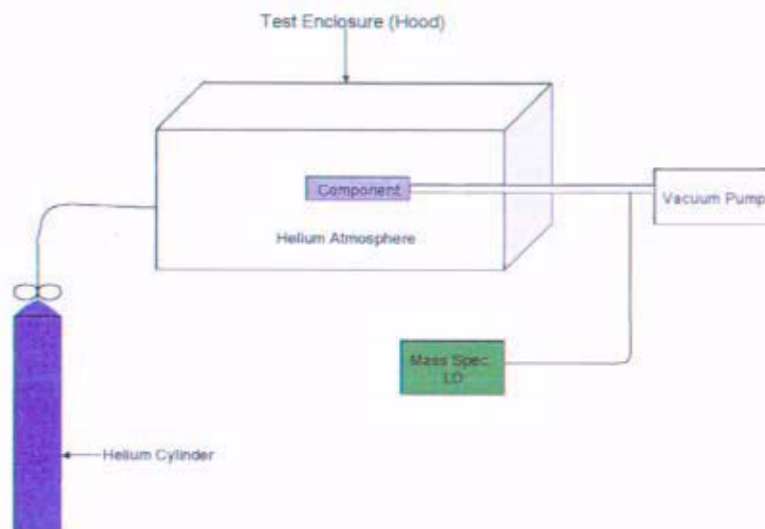 Test Enclosure (Hood)
Component
Vacuum Pump
Helium Atmosphere
Mass Spec
LD
Helium Cylinder